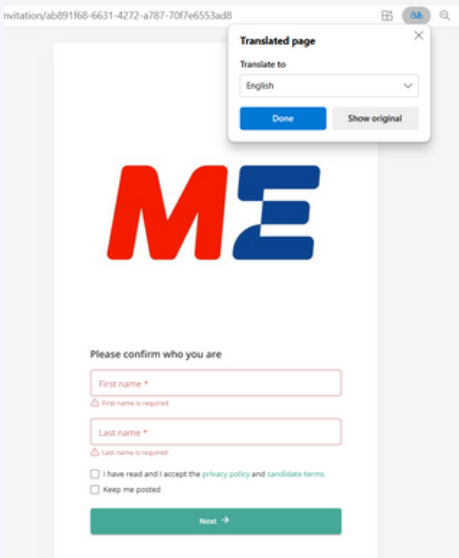 nvitation/ab891f68-6631-4272-a787-70f7e6553ad8
Translated page
Translate to
English
Done
Show original
ME
Please confirm who you are
First name *
First name is required
Last name *
Last name is required
I have read and I accept the privacy policy and candidate terms
Keep me posted
Next →